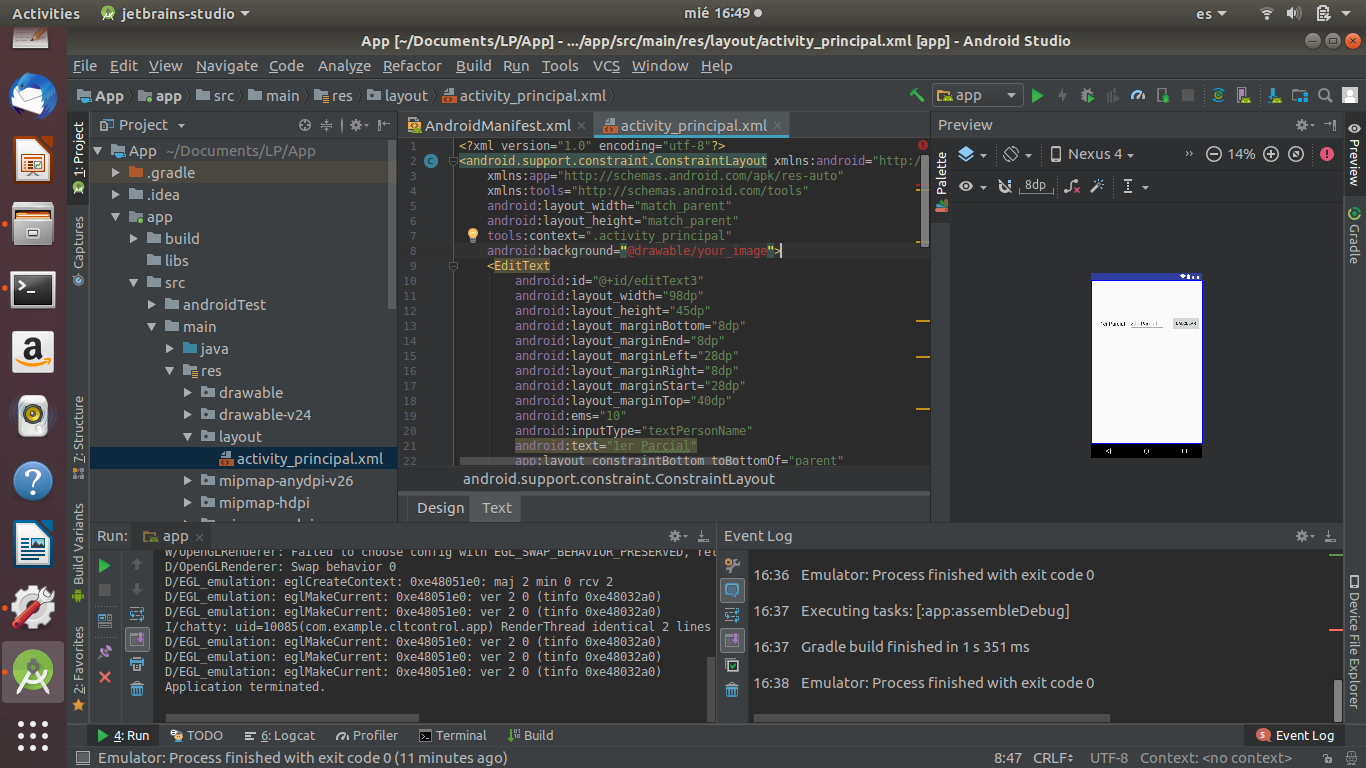 Activities
jetbrains-studio
mié 16:49
es
App [~/Documents/LP/App] - .../app/src/main/res/layout/activity_principal.xml [app] - Android Studio
File Edit View Navigate Code Analyze Refactor Build Run Tools VCS Window Help
App app src main res layout activity_principal.xml
app
Project
AndroidManifest.xml
activity_principal.xml
Preview
1: Project
Captures
7: Structure
Build Variants
2: Favorites
App ~/Documents/LP/App
.gradle
.idea
app
build
libs
src
androidTest
main
java
res
drawable
drawable-v24
layout
activity_principal.xml
mipmap-anydpi-v26
mipmap-hdpi
1 <?xml version="1.0" encoding="utf-8"?>
2 <android.support.constraint.ConstraintLayout xmlns:android="http:/
3 xmlns:app="http://schemas.android.com/apk/res-auto"
4 xmlns:tools="http://schemas.android.com/tools"
5 android:layout_width="match_parent"
6 android:layout_height="match_parent"
7 tools:context=".activity_principal"
8 android:background="@drawable/your_image">
9 <EditText
10 android:id="@+id/editText3"
11 android:layout_width="98dp"
12 android:layout_height="45dp"
13 android:layout_marginBottom="8dp"
14 android:layout_marginEnd="8dp"
15 android:layout_marginLeft="28dp"
16 android:layout_marginRight="8dp"
17 android:layout_marginStart="28dp"
18 android:layout_marginTop="40dp"
19 android:ems="10"
20 android:inputType="textPersonName"
21 android:text="1er Parcial"
22 app:layout_constraintBottom_toBottomOf="parent"
android.support.constraint.ConstraintLayout
Design Text
Palette
Nexus 4
14%
8dp
1er Parcial
Preview
Gradle
Device File Explorer
Run: app
W/OpenGLRenderer: Failed to choose config with EGL_SWAP_BEHAVIOR_PRESERVED, ret
D/OpenGLRenderer: Swap behavior 0
D/EGL_emulation: eglCreateContext: 0xe48051e0: maj 2 min 0 rcv 2
D/EGL_emulation: eglMakeCurrent: 0xe48051e0: ver 2 0 (tinfo 0xe48032a0)
D/EGL_emulation: eglMakeCurrent: 0xe48051e0: ver 2 0 (tinfo 0xe48032a0)
I/chatty: uid=10085(com.example.cltcontrol.app) RenderThread identical 2 lines
D/EGL_emulation: eglMakeCurrent: 0xe48051e0: ver 2 0 (tinfo 0xe48032a0)
D/EGL_emulation: eglMakeCurrent: 0xe48051e0: ver 2 0 (tinfo 0xe48032a0)
D/EGL_emulation: eglMakeCurrent: 0xe48051e0: ver 2 0 (tinfo 0xe48032a0)
Application terminated.
Event Log
16:36 Emulator: Process finished with exit code 0
16:37 Executing tasks: [:app:assembleDebug]
16:37 Gradle build finished in 1 s 351 ms
16:38 Emulator: Process finished with exit code 0
4: Run TODO 6: Logcat Profiler Terminal Build
5 Event Log
Emulator: Process finished with exit code 0 (11 minutes ago)
8:47 CRLF UTF-8 Context: <no context>